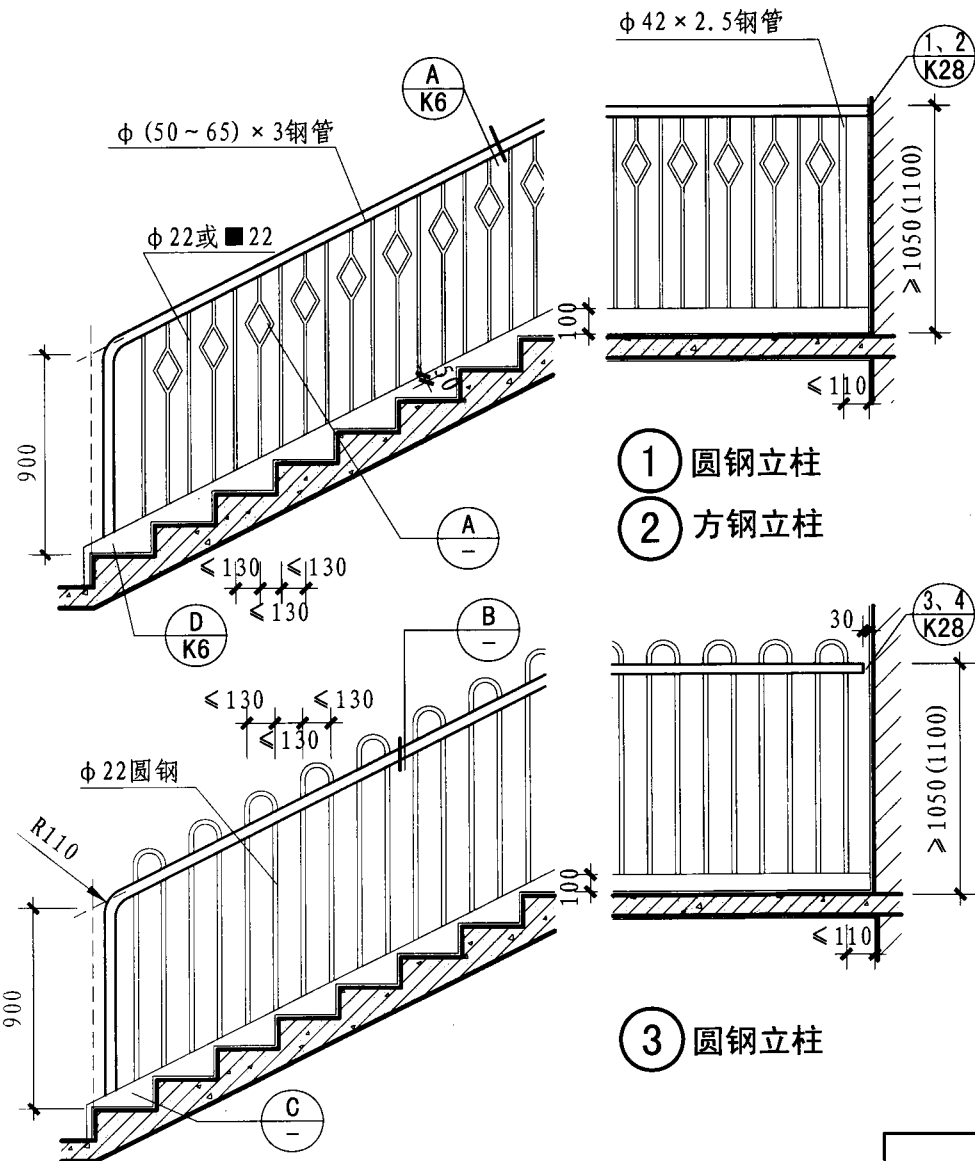 φ42×2.5钢管
1、2
K28
A
K6
φ(50~65)×3钢管
φ22或■22
≥1050(1100)
100
50
900
≤110
1 圆钢立柱
2 方钢立柱
A
–
≤130 ≤130
≤130
D
K6
B
–
30
3、4
K28
≤130 ≤130
≤130
φ22圆钢
R110
≥1050(1100)
100
900
≤110
3 圆钢立柱
C
–